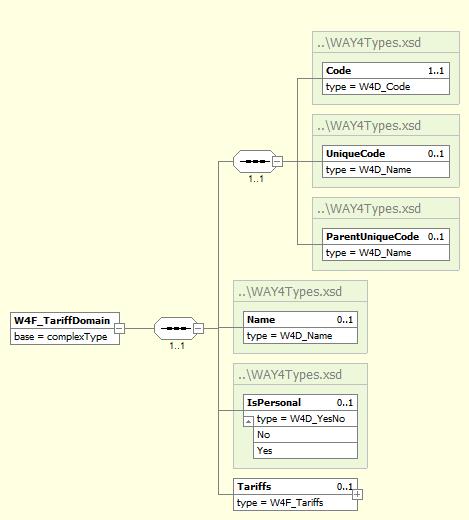 ..\WAY4Types.xsd
Code 1..1
type = W4D_Code
..\WAY4Types.xsd
UniqueCode 0..1
type = W4D_Name
1..1
..\WAY4Types.xsd
ParentUniqueCode 0..1
type = W4D_Name
..\WAY4Types.xsd
Name 0..1
type = W4D_Name
W4F_TariffDomain
base = complexType
1..1
..\WAY4Types.xsd
IsPersonal 0..1
type = W4D_YesNo
No
Yes
Tariffs 0..1
type = W4F_Tariffs